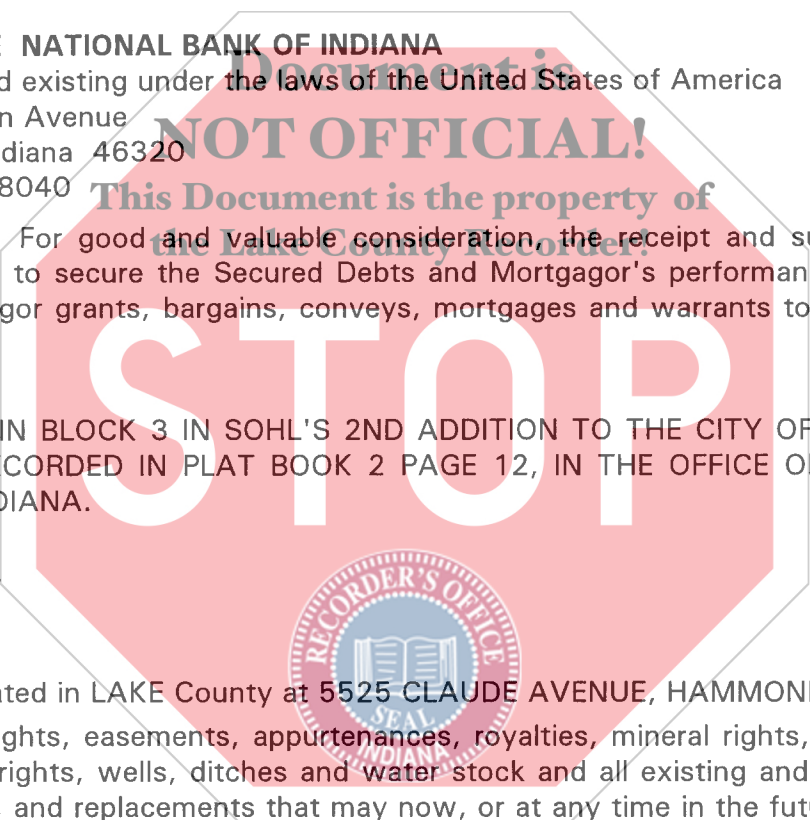 NATIONAL BANK OF INDIANA
d existing under the laws of the United States of America
n Avenue
diana 46320
8040
Document is
NOT OFFICIAL!
This Document is the property of
the Lake County Recorder!
For good and valuable consideration, the receipt and su
to secure the Secured Debts and Mortgagor's performan
gor grants, bargains, conveys, mortgages and warrants to
STOP
IN BLOCK 3 IN SOHL'S 2ND ADDITION TO THE CITY OF
CORDED IN PLAT BOOK 2 PAGE 12, IN THE OFFICE O
DIANA.
RECORDER'S OFFICE
SEAL
INDIANA
ated in LAKE County at 5525 CLAUDE AVENUE, HAMMON
ghts, easements, appurtenances, royalties, mineral rights,
rights, wells, ditches and water stock and all existing and
, and replacements that may now, or at any time in the fut